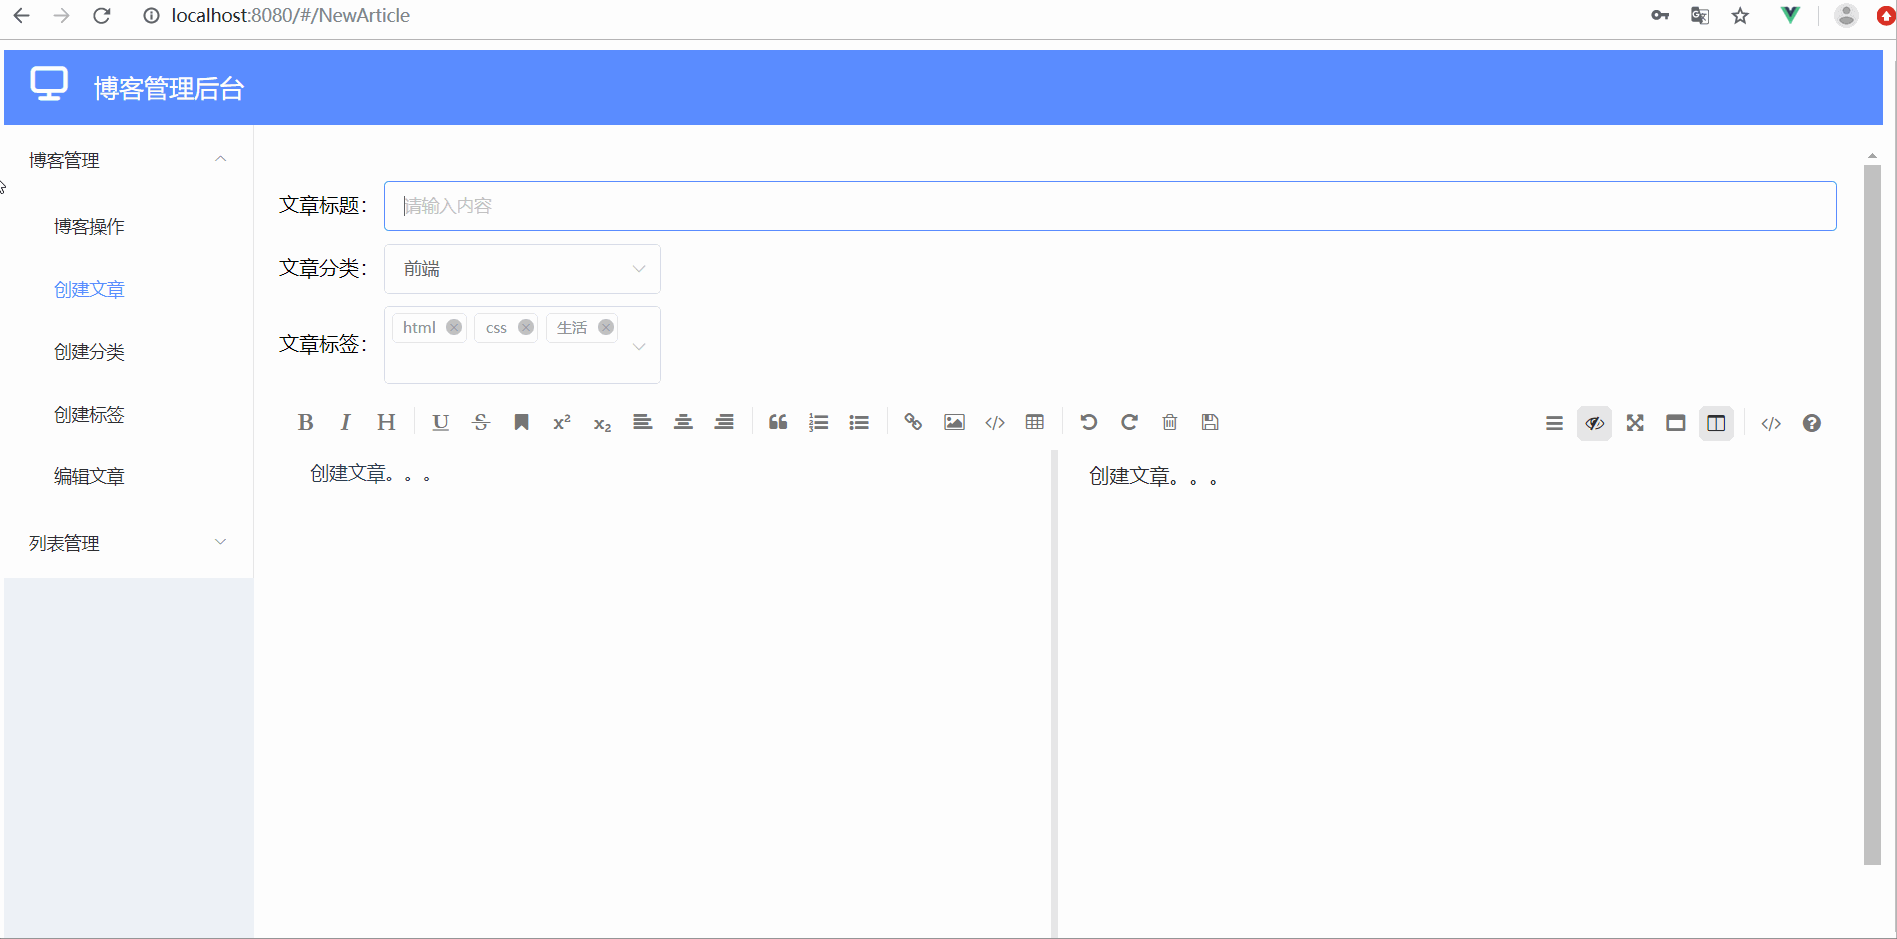 localhost:8080/#/NewArticle
博客管理后台
博客管理
博客操作
创建文章
创建分类
创建标签
编辑文章
列表管理
文章标题：
请输入内容
文章分类：
前端
文章标签：
html
css
生活
创建文章。。。
创建文章。。。